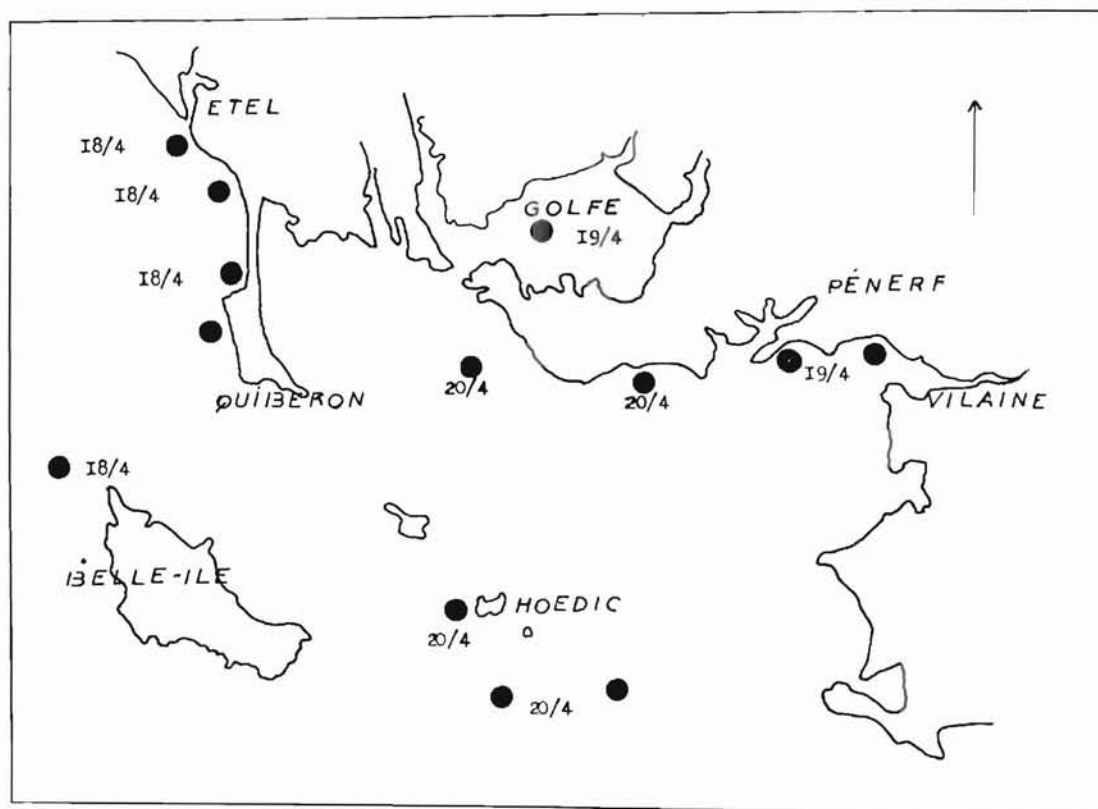 ETEL
I8/4
I8/4
GOLFE
I9/4
I8/4
PÉNERF
I9/4
QUIBERON
20/4
20/4
VILAINE
I8/4
BELLE-ILE
HOEDIC
20/4
20/4